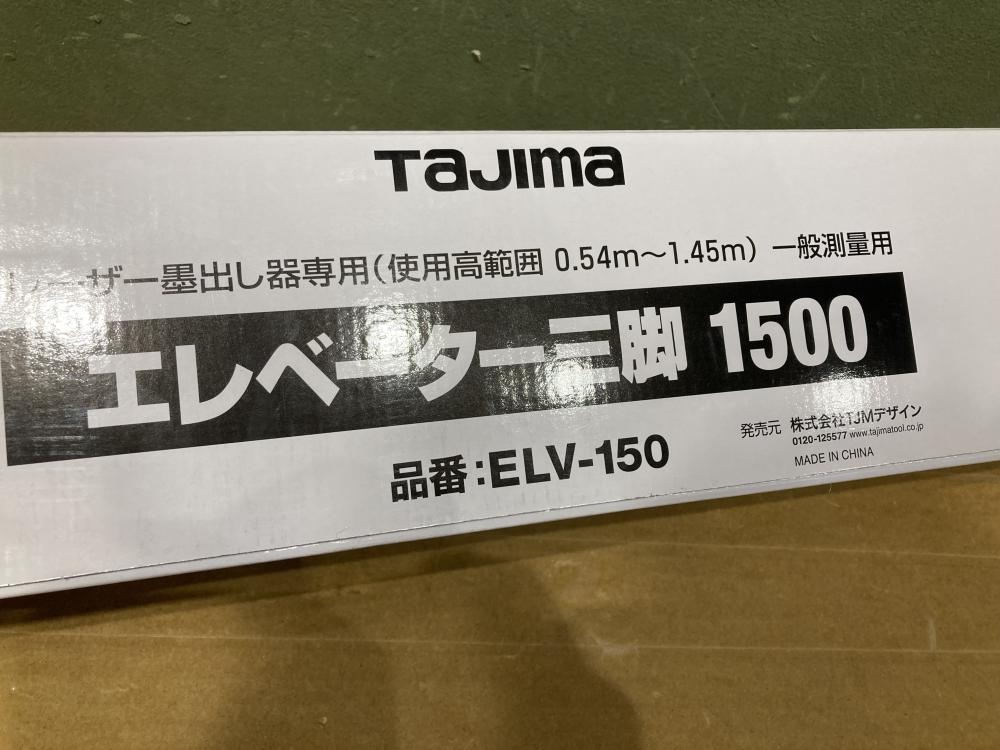 Tajima
レーザー墨出し器専用(使用高範囲 0.54m～1.45m) 一般測量用
エレベーター三脚 1500
品番:ELV-150
発売元 株式会社TJMデザイン
0120-125577 www.tajimatool.co.jp
MADE IN CHINA